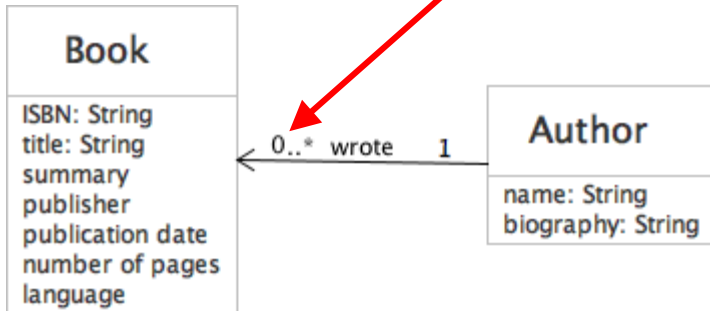 Book
ISBN: String
title: String
summary
publisher
publication date
number of pages
language
0..* wrote 1
Author
name: String
biography: String